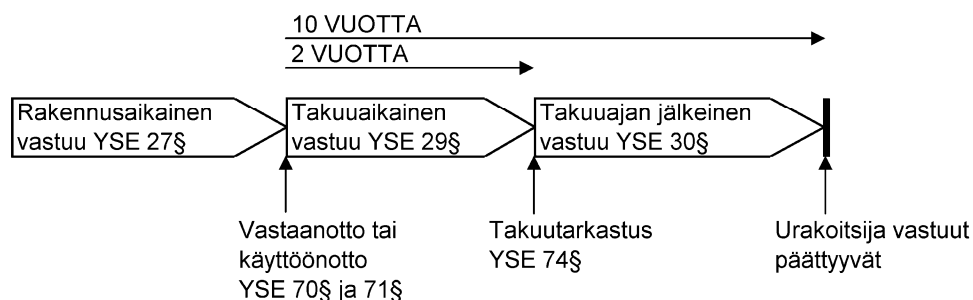 10 VUOTTA
2 VUOTTA
Rakennusaikainen
vastuu YSE 27§
Takuuaikainen
vastuu YSE 29§
Takuuajan jälkeinen
vastuu YSE 30§
Vastaanotto tai
käyttöönotto
YSE 70§ ja 71§
Takuutarkastus
YSE 74§
Urakoitsija vastuut
päättyvät